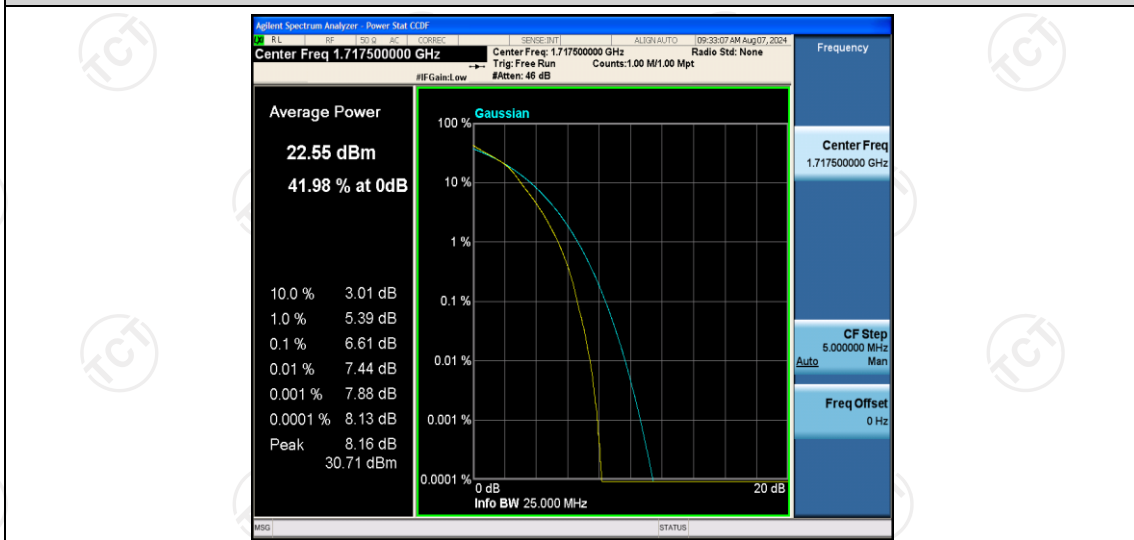 Agilent Spectrum Analyzer - Power Stat CCDF
RL RF 50 Ω AC CORREC SENSE:INT ALIGN AUTO 09:33:07 AM Aug 07, 2024
Center Freq 1.717500000 GHz
Center Freq: 1.717500000 GHz Radio Std: None
Trig: Free Run Counts:1.00 M/1.00 Mpt
#IFGain:Low #Atten: 46 dB
Frequency
Average Power
22.55 dBm
41.98 % at 0dB
10.0 % 3.01 dB
1.0 % 5.39 dB
0.1 % 6.61 dB
0.01 % 7.44 dB
0.001 % 7.88 dB
0.0001 % 8.13 dB
Peak 8.16 dB
30.71 dBm
Gaussian
100 %
10 %
1 %
0.1 %
0.01 %
0.001 %
0.0001 %
0 dB 20 dB
Info BW 25.000 MHz
Center Freq
1.717500000 GHz
CF Step
5.000000 MHz
Auto Man
Freq Offset
0 Hz
MSG STATUS
TCT
TCT
TCT
TCT